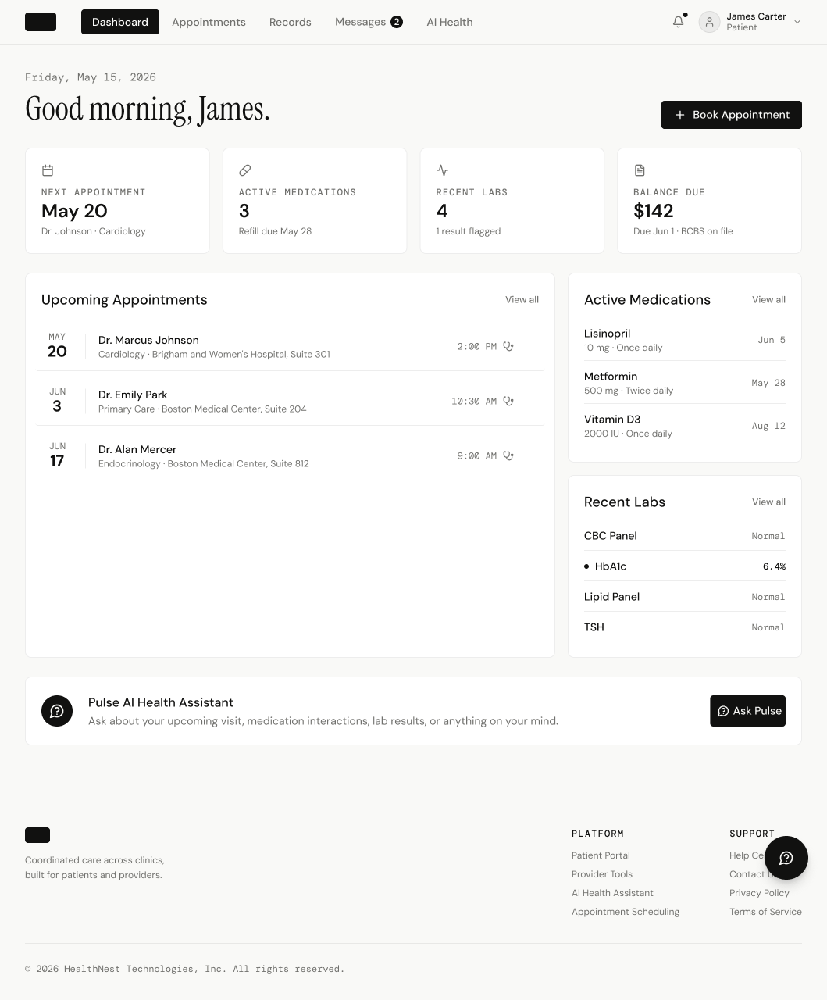 Dashboard
Appointments
Records
Messages 2
AI Health
James Carter
Patient
Friday, May 15, 2026
Good morning, James.
Book Appointment
NEXT APPOINTMENT
May 20
Dr. Johnson · Cardiology
ACTIVE MEDICATIONS
3
Refill due May 28
RECENT LABS
4
1 result flagged
BALANCE DUE
$142
Due Jun 1 · BCBS on file
Upcoming Appointments
View all
MAY
20
Dr. Marcus Johnson
Cardiology · Brigham and Women's Hospital, Suite 301
2:00 PM
JUN
3
Dr. Emily Park
Primary Care · Boston Medical Center, Suite 204
10:30 AM
JUN
17
Dr. Alan Mercer
Endocrinology · Boston Medical Center, Suite 812
9:00 AM
Active Medications
View all
Lisinopril
10 mg · Once daily
Jun 5
Metformin
500 mg · Twice daily
May 28
Vitamin D3
2000 IU · Once daily
Aug 12
Recent Labs
View all
CBC Panel
Normal
HbA1c
6.4%
Lipid Panel
Normal
TSH
Normal
Pulse AI Health Assistant
Ask about your upcoming visit, medication interactions, lab results, or anything on your mind.
Ask Pulse
Coordinated care across clinics,
built for patients and providers.
PLATFORM
Patient Portal
Provider Tools
AI Health Assistant
Appointment Scheduling
SUPPORT
Help
Contact
Privacy Policy
Terms of Service
© 2026 HealthNest Technologies, Inc. All rights reserved.